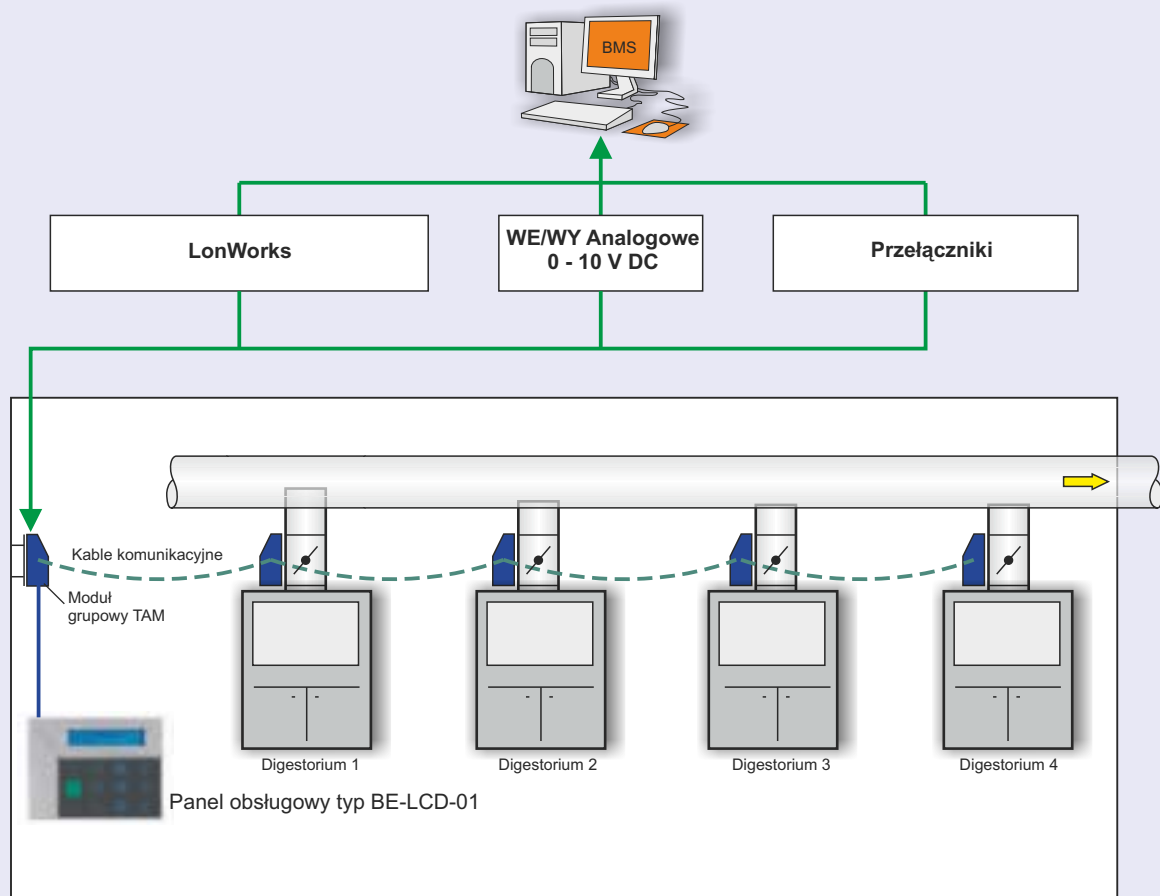 BMS
LonWorks
WE/WY Analogowe
0 - 10 V DC
Przełączniki
Kable komunikacyjne
Moduł
grupowy TAM
Digestorium 1
Digestorium 2
Digestorium 3
Digestorium 4
Panel obsługowy typ BE-LCD-01